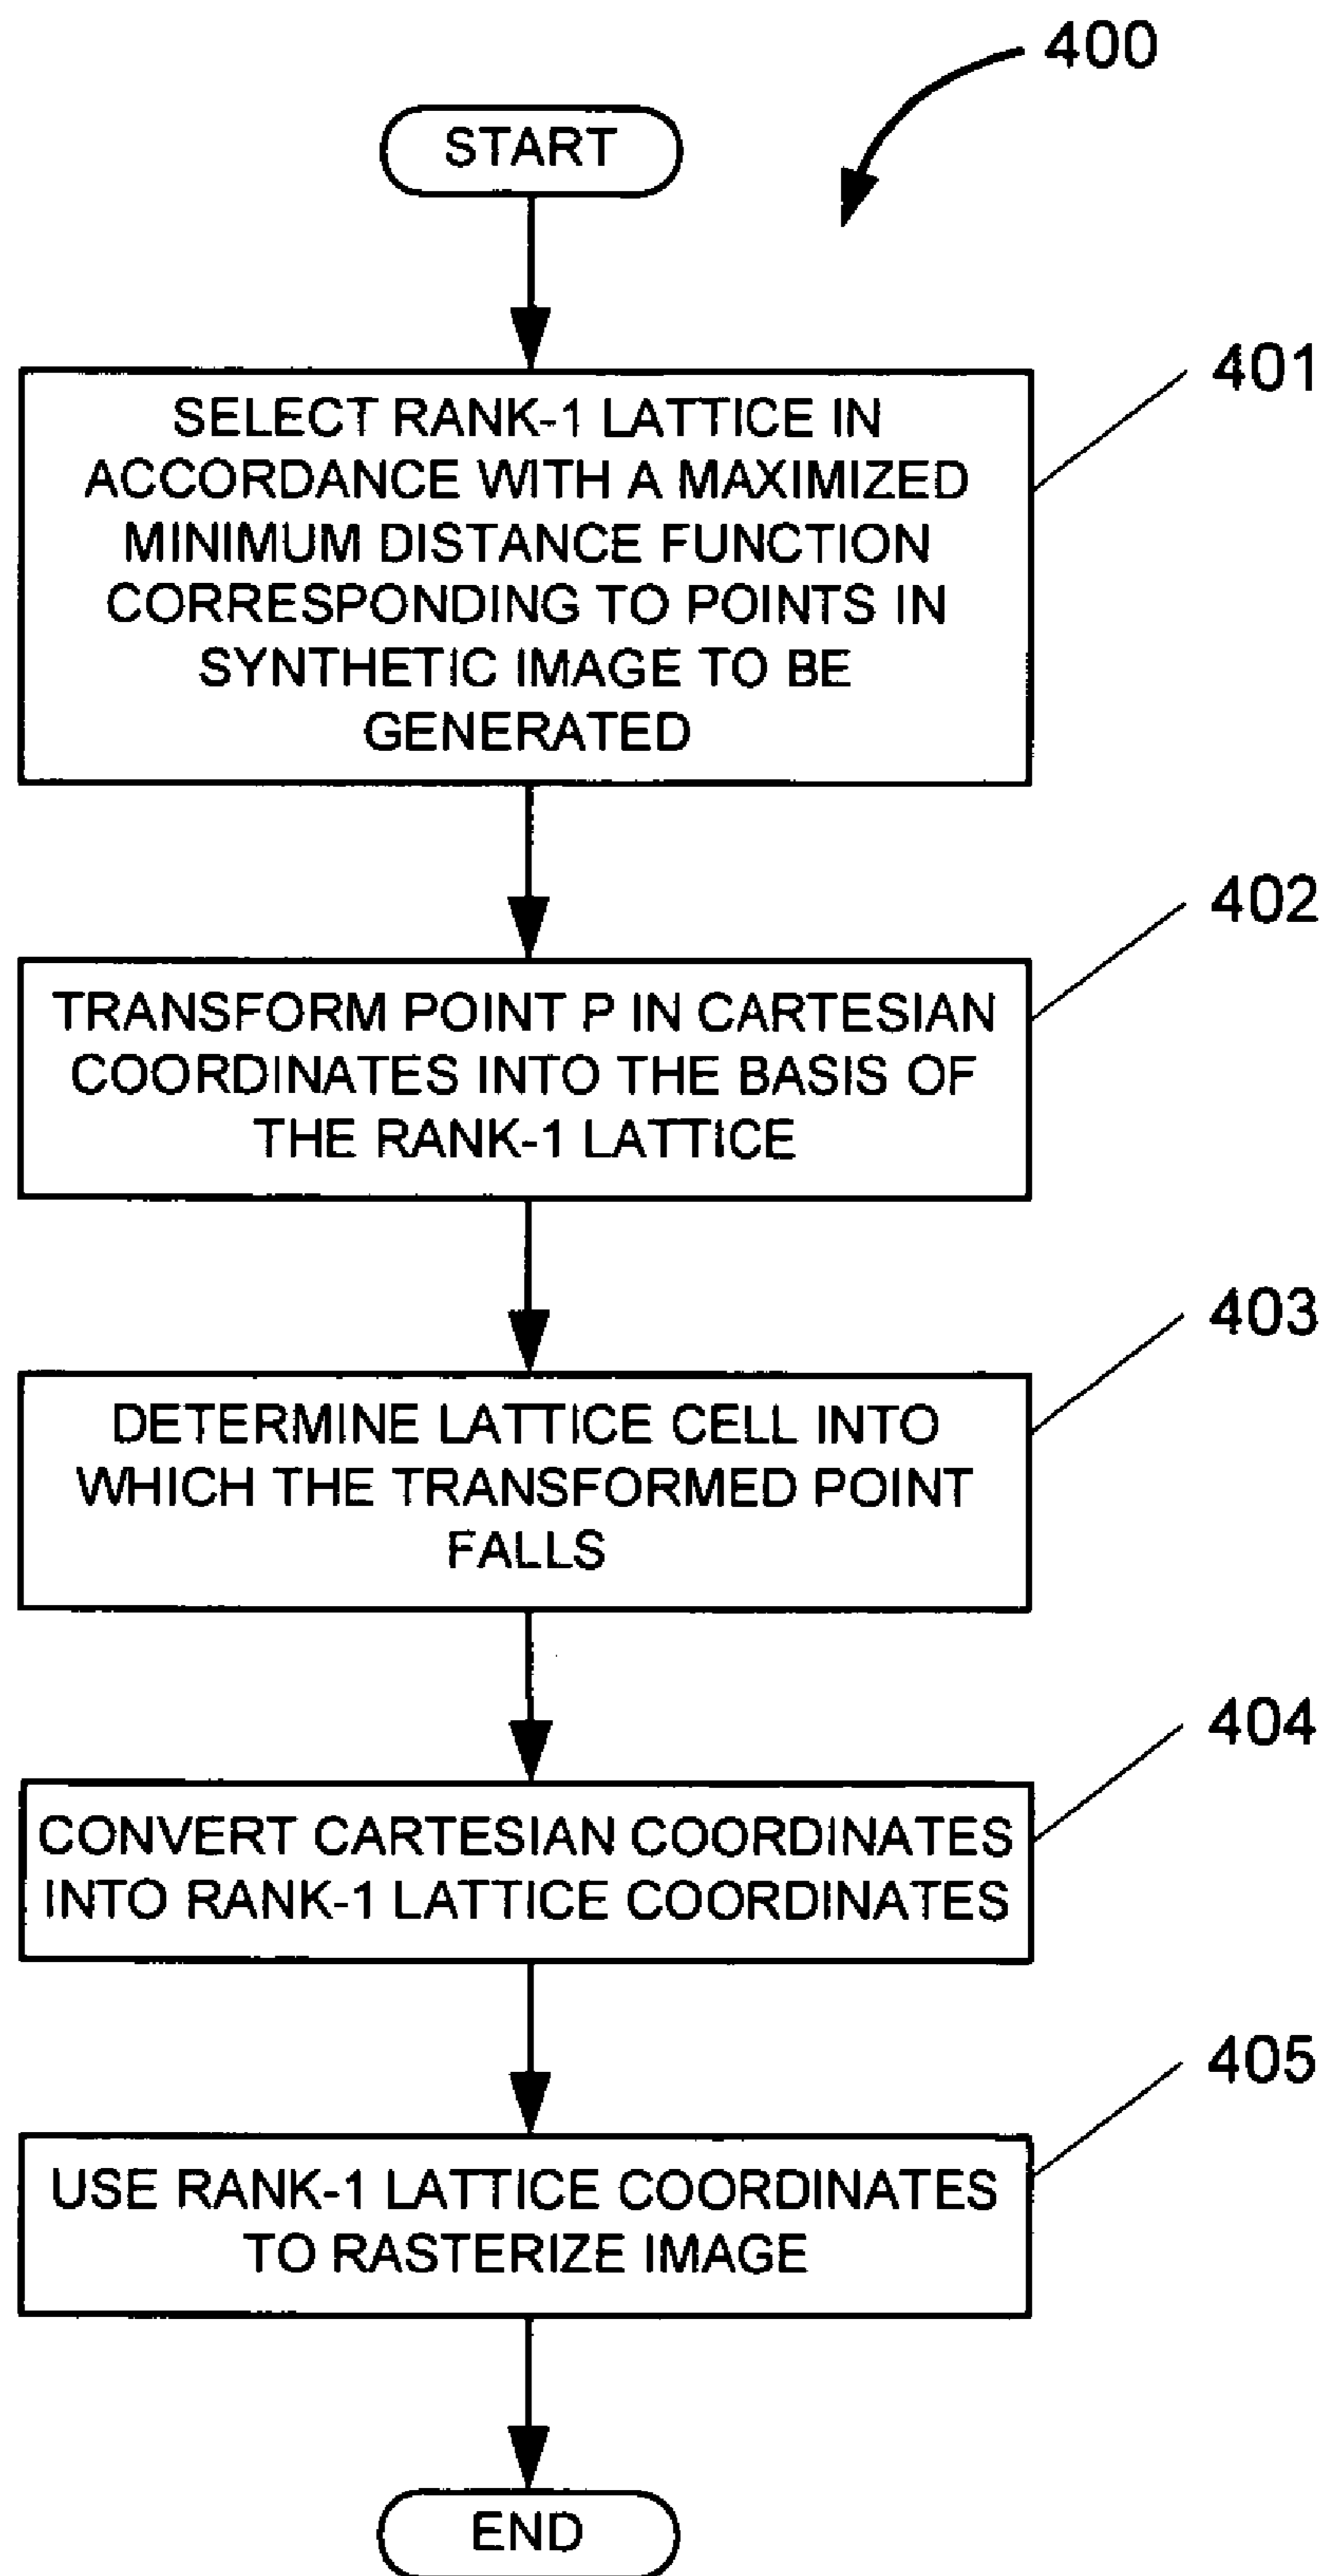 400
START
401
SELECT RANK-1 LATTICE IN
ACCORDANCE WITH A MAXIMIZED
MINIMUM DISTANCE FUNCTION
CORRESPONDING TO POINTS IN
SYNTHETIC IMAGE TO BE
GENERATED
402
TRANSFORM POINT P IN CARTESIAN
COORDINATES INTO THE BASIS OF
THE RANK-1 LATTICE
403
DETERMINE LATTICE CELL INTO
WHICH THE TRANSFORMED POINT
FALLS
404
CONVERT CARTESIAN COORDINATES
INTO RANK-1 LATTICE COORDINATES
405
USE RANK-1 LATTICE COORDINATES
TO RASTERIZE IMAGE
END